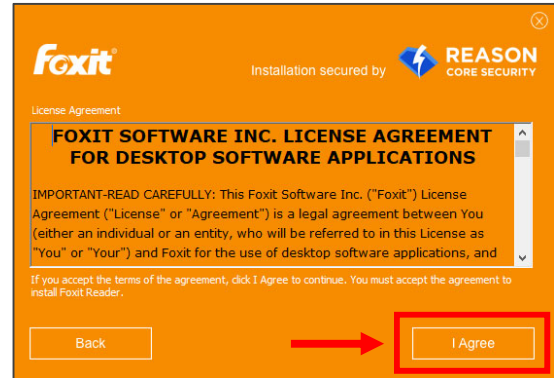 Foxit
Installation secured by
REASON
CORE SECURITY
License Agreement
FOXIT SOFTWARE INC. LICENSE AGREEMENT
FOR DESKTOP SOFTWARE APPLICATIONS
IMPORTANT-READ CAREFULLY: This Foxit Software Inc. ("Foxit") License
Agreement ("License" or "Agreement") is a legal agreement between You
(either an individual or an entity, who will be referred to in this License as
"You" or "Your") and Foxit for the use of desktop software applications, and
If you accept the terms of the agreement, click I Agree to continue. You must accept the agreement to
install Foxit Reader.
Back
I Agree